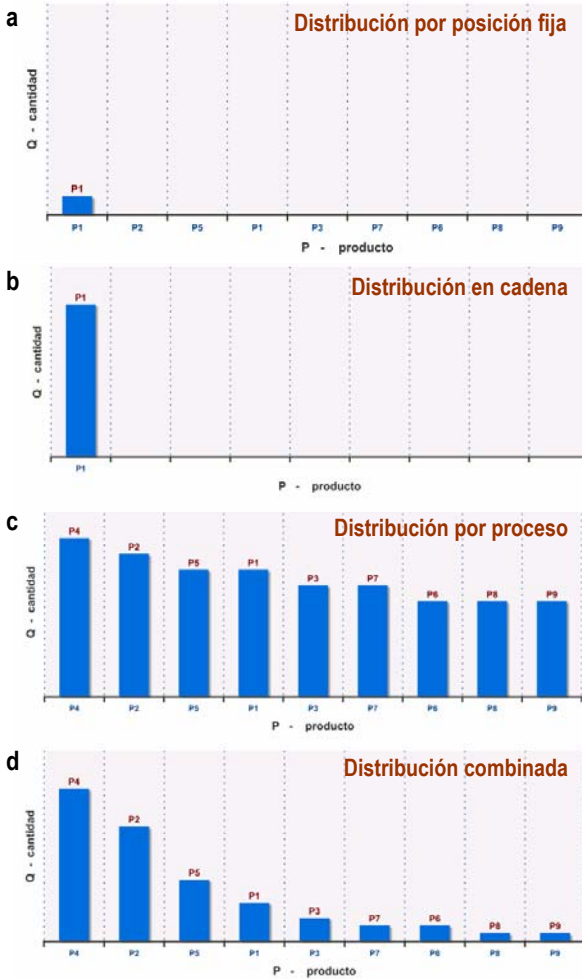 a
Distribución por posición fija
Q - cantidad
P1
P1 P2 P5 P1 P3 P7 P6 P8 P9
P - producto
b
Distribución en cadena
Q - cantidad
P1
P1
P - producto
c
Distribución por proceso
Q - cantidad
P4 P2 P5 P1 P3 P7 P6 P8 P9
P4 P2 P5 P1 P3 P7 P6 P8 P9
P - producto
d
Distribución combinada
Q - cantidad
P4 P2 P5 P1 P3 P7 P6 P8 P9
P4 P2 P5 P1 P3 P7 P6 P8 P9
P - producto